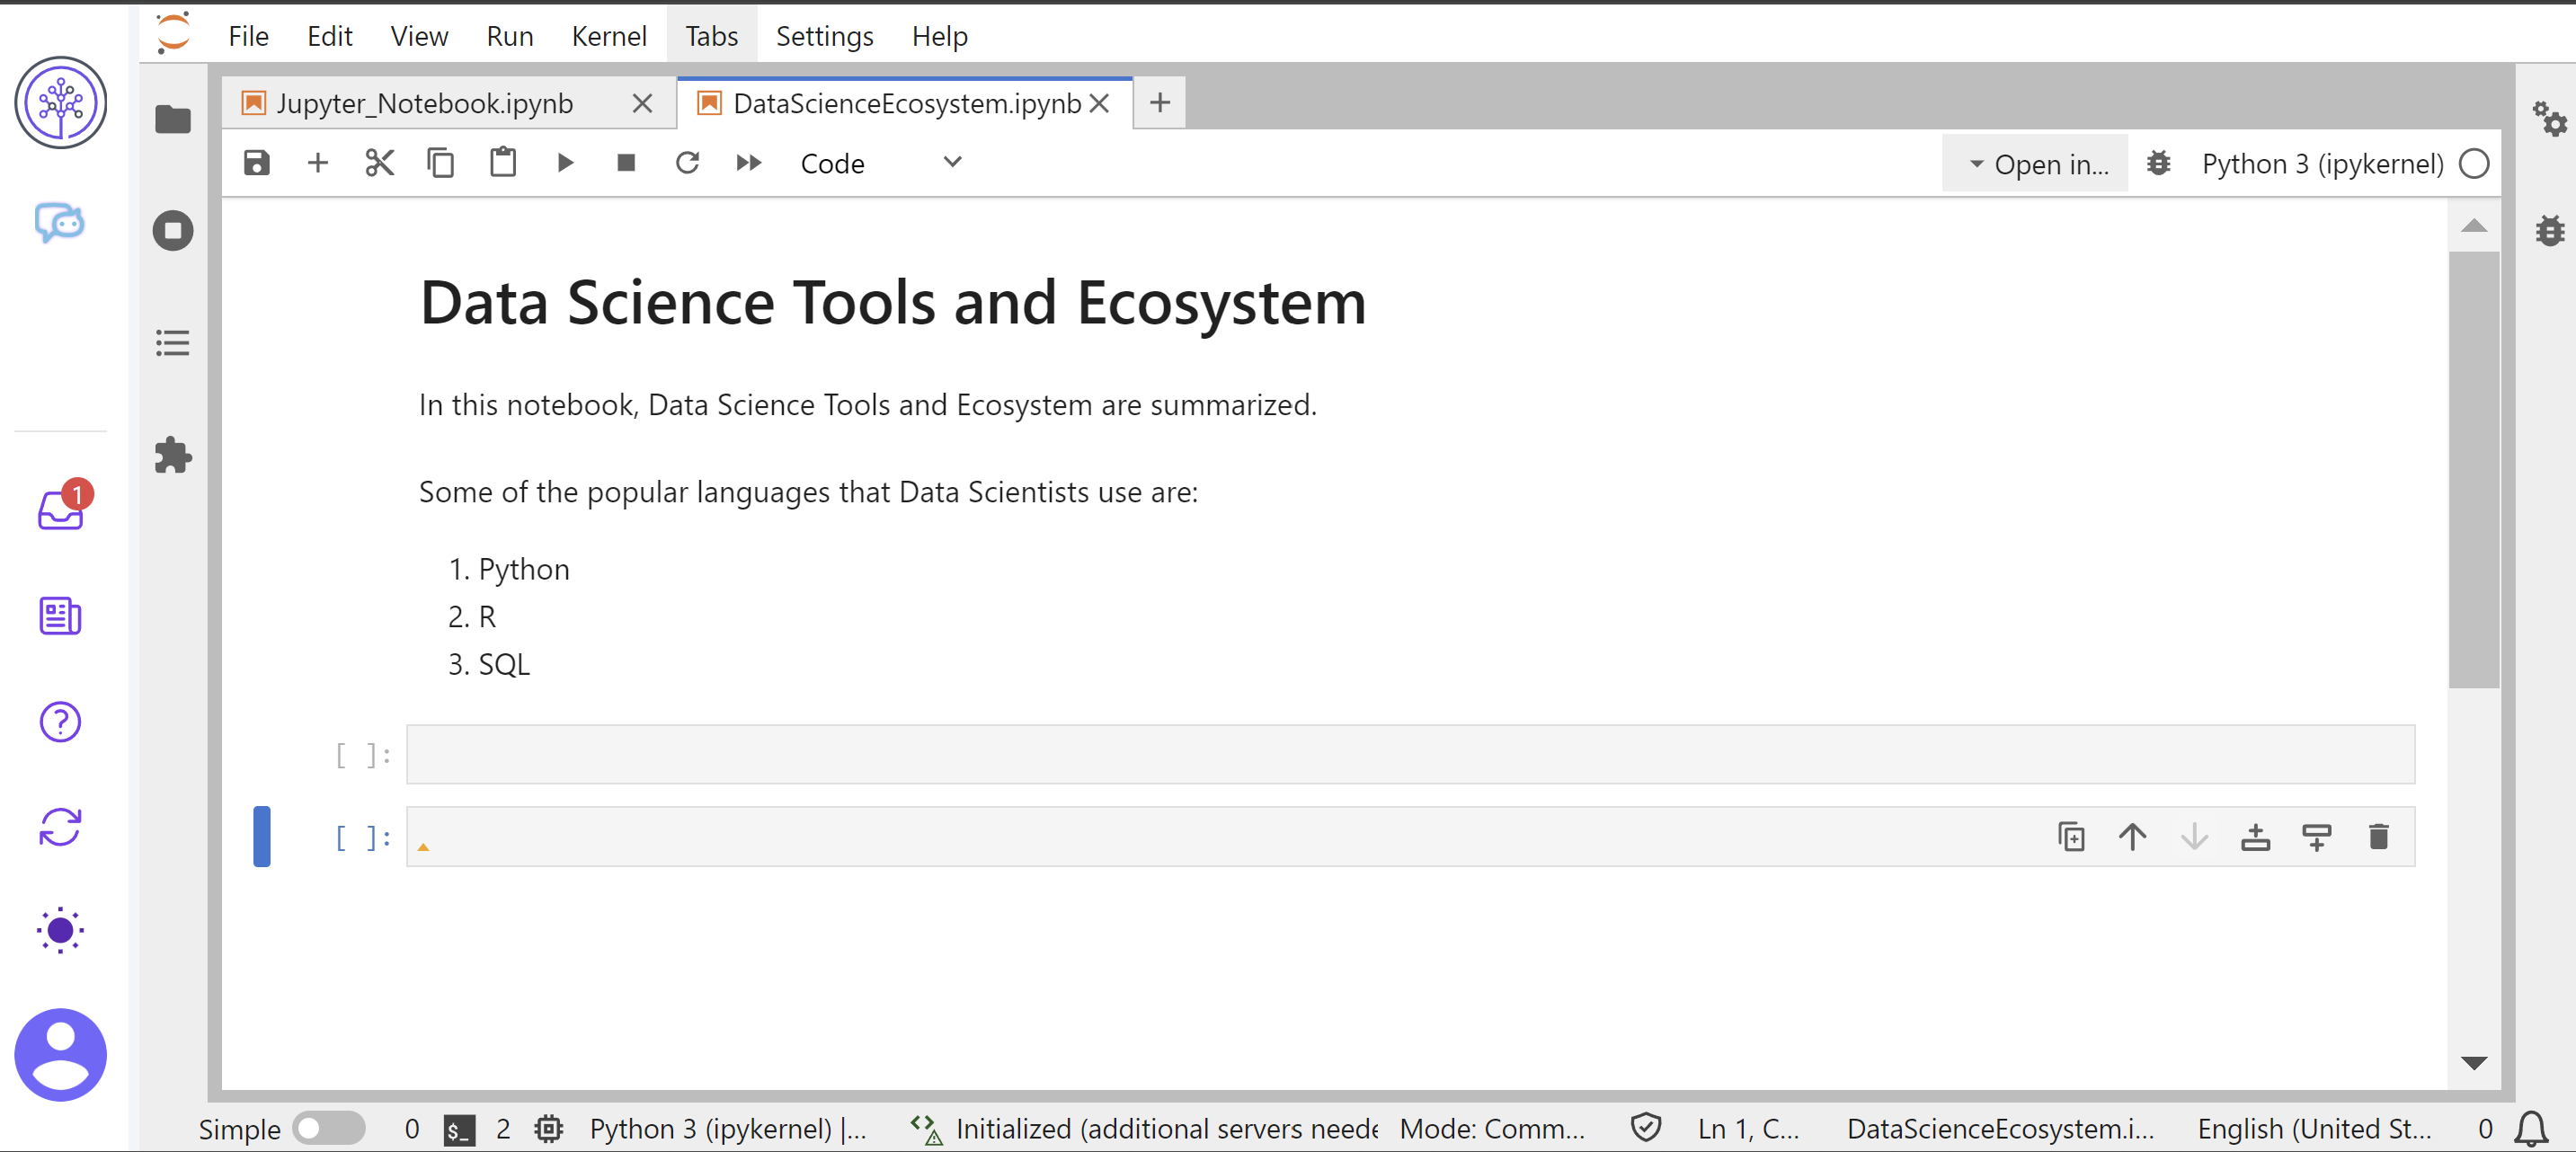 File Edit View Run Kernel Tabs Settings Help
Jupyter_Notebook.ipynb DataScienceEcosystem.ipynb
Code Open in... Python 3 (ipykernel)
Data Science Tools and Ecosystem
In this notebook, Data Science Tools and Ecosystem are summarized.
Some of the popular languages that Data Scientists use are:
1. Python
2. R
3. SQL
[ ]:
[ ]:
1
Simple 0 $_ 2 Python 3 (ipykernel) |... Initialized (additional servers neede Mode: Comm... Ln 1, C... DataScienceEcosystem.i... English (United St... 0